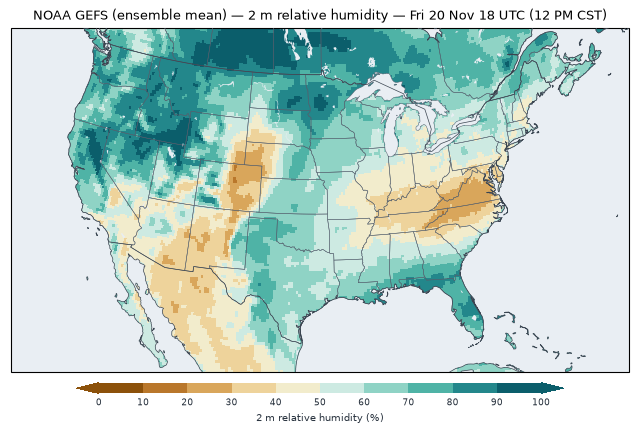 NOAA GEFS (ensemble mean) — 2 m relative humidity — Fri 20 Nov 18 UTC (12 PM CST)
0 10 20 30 40 50 60 70 80 90 100
2 m relative humidity (%)